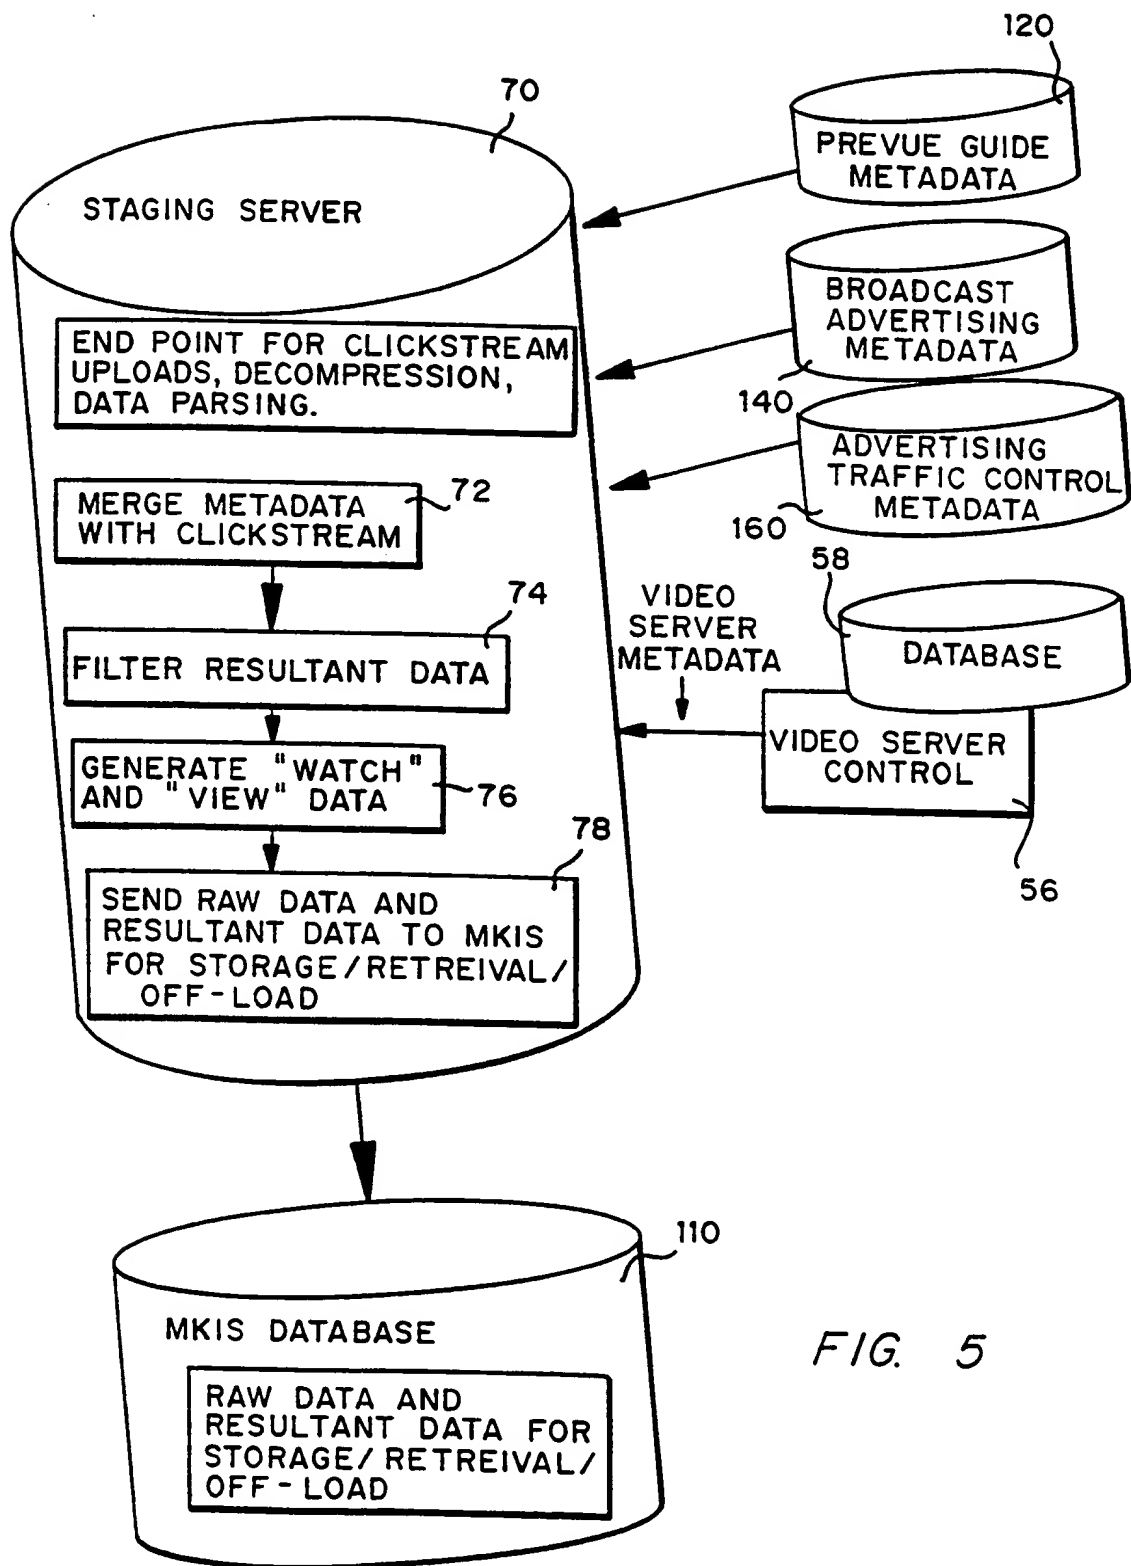 120
PREVUE GUIDE
METADATA
70
STAGING SERVER
BROADCAST
ADVERTISING
METADATA
140
END POINT FOR CLICKSTREAM
UPLOADS, DECOMPRESSION,
DATA PARSING.
ADVERTISING
TRAFFIC CONTROL
METADATA
160
MERGE METADATA
WITH CLICKSTREAM
72
58
DATABASE
VIDEO
SERVER
METADATA
74
FILTER RESULTANT DATA
VIDEO SERVER
CONTROL
56
GENERATE "WATCH"
AND "VIEW" DATA
76
78
SEND RAW DATA AND
RESULTANT DATA TO MKIS
FOR STORAGE/RETREIVAL/
OFF-LOAD
110
MKIS DATABASE
RAW DATA AND
RESULTANT DATA FOR
STORAGE/RETREIVAL/
OFF-LOAD
FIG. 5